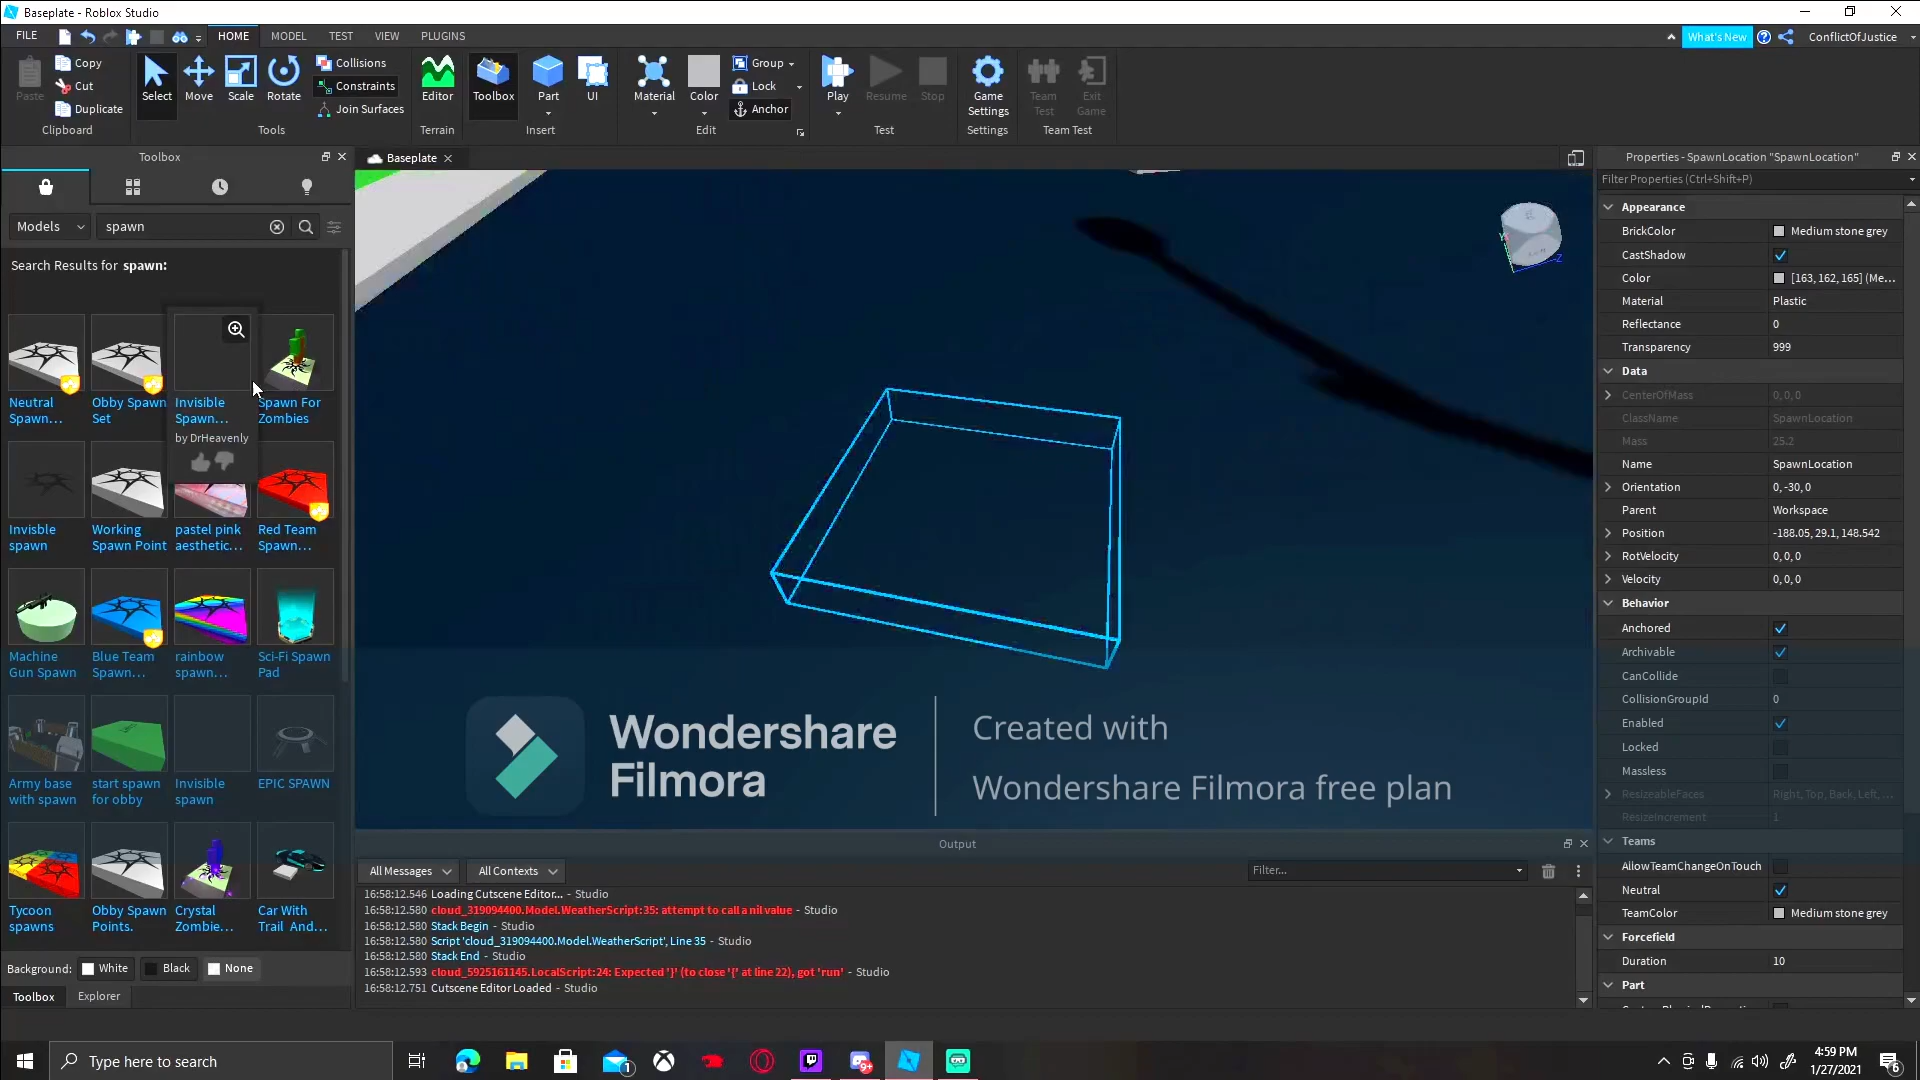 Baseplate - Roblox Studio
FILE HOME MODEL TEST VIEW PLUGINS What's New ConflictOfJustice
Paste Copy Cut Duplicate Clipboard
Select Move Scale Rotate Collisions Constraints Join Surfaces Tools
Editor Terrain
Toolbox Part UI Insert
Material Color Group Lock Anchor Edit
Play Resume Stop Test
Game Settings Settings
Team Test Exit Game Team Test
Toolbox
Models spawn
Search Results for spawn:
Neutral Spawn...
Obby Spawn Set
Invisible Spawn...
by DrHeavenly
Spawn For Zombies
Invisble spawn
Working Spawn Point
pastel pink aesthetic...
Red Team Spawn...
Machine Gun Spawn
Blue Team Spawn...
rainbow spawn...
Sci-Fi Spawn Pad
Army base with spawn
start spawn for obby
Invisible spawn
EPIC SPAWN
Tycoon spawns
Obby Spawn Points.
Crystal Zombie...
Car With Trail And...
Background: White Black None
Toolbox Explorer
Baseplate
Wondershare
Filmora
Created with
Wondershare Filmora free plan
Output
All Messages All Contexts Filter...
16:58:12.546 Loading Cutscene Editor... - Studio
16:58:12.580 cloud_319094400.Model.WeatherScript:35: attempt to call a nil value - Studio
16:58:12.580 Stack Begin - Studio
16:58:12.580 Script 'cloud_319094400.Model.WeatherScript', Line 35 - Studio
16:58:12.580 Stack End - Studio
16:58:12.593 cloud_5925161145.LocalScript:24: Expected '}' (to close '{' at line 22), got 'run' - Studio
16:58:12.751 Cutscene Editor Loaded - Studio
Properties - SpawnLocation "SpawnLocation"
Filter Properties (Ctrl+Shift+P)
Appearance
BrickColor Medium stone grey
CastShadow
Color [163, 162, 165] (Me...
Material Plastic
Reflectance 0
Transparency 999
Data
CenterOfMass 0, 0, 0
ClassName SpawnLocation
Mass 25.2
Name SpawnLocation
Orientation 0, -30, 0
Parent Workspace
Position -188.05, 29.1, 148.542
RotVelocity 0, 0, 0
Velocity 0, 0, 0
Behavior
Anchored
Archivable
CanCollide
CollisionGroupId 0
Enabled
Locked
Massless
ResizeableFaces Right, Top, Back, Left, ...
ResizeIncrement 1
Teams
AllowTeamChangeOnTouch
Neutral
TeamColor Medium stone grey
Forcefield
Duration 10
Part
Type here to search
4:59 PM
1/27/2021